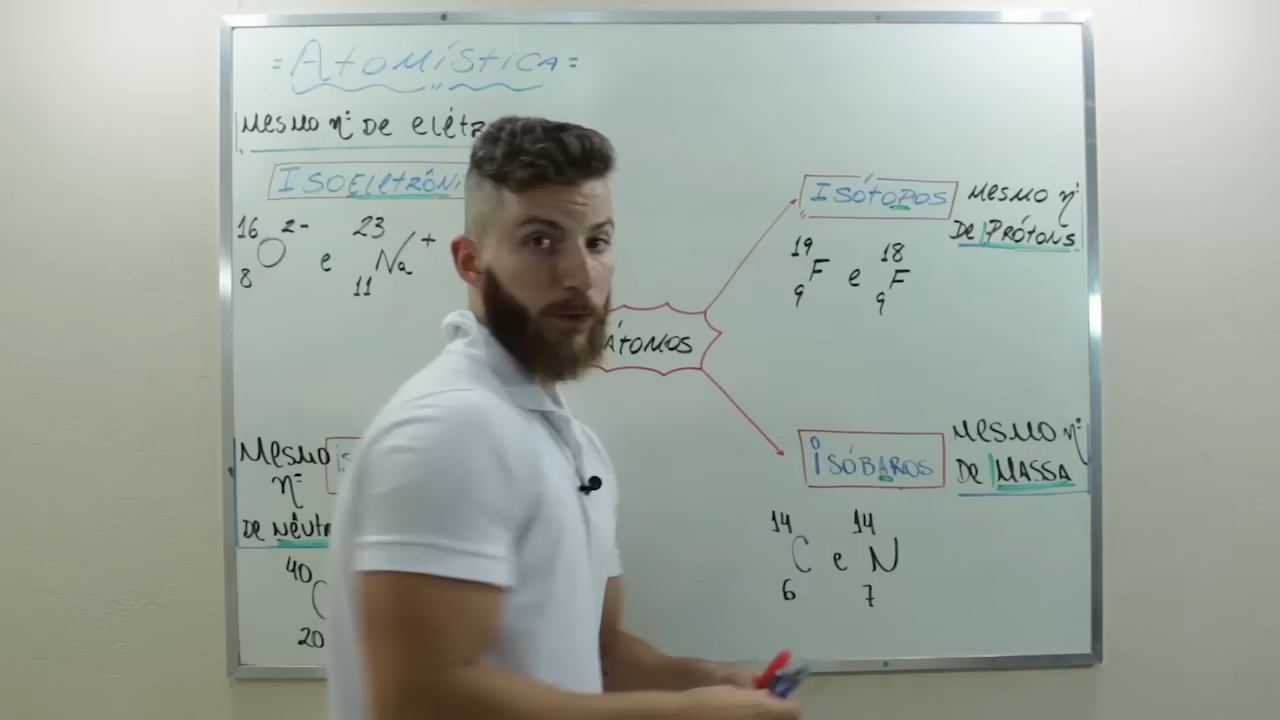 = Atomística =
Mesmo nº de elétr
Isoeletrôni
16 2- 23 +
O e Na
8 11
Isótopos Mesmo nº
de Prótons
19 18
F e F
9 9
Átomos
Mesmo
nº
de Nêutr
40
20
Isóbaros Mesmo nº
de Massa
14 14
C e N
6 7